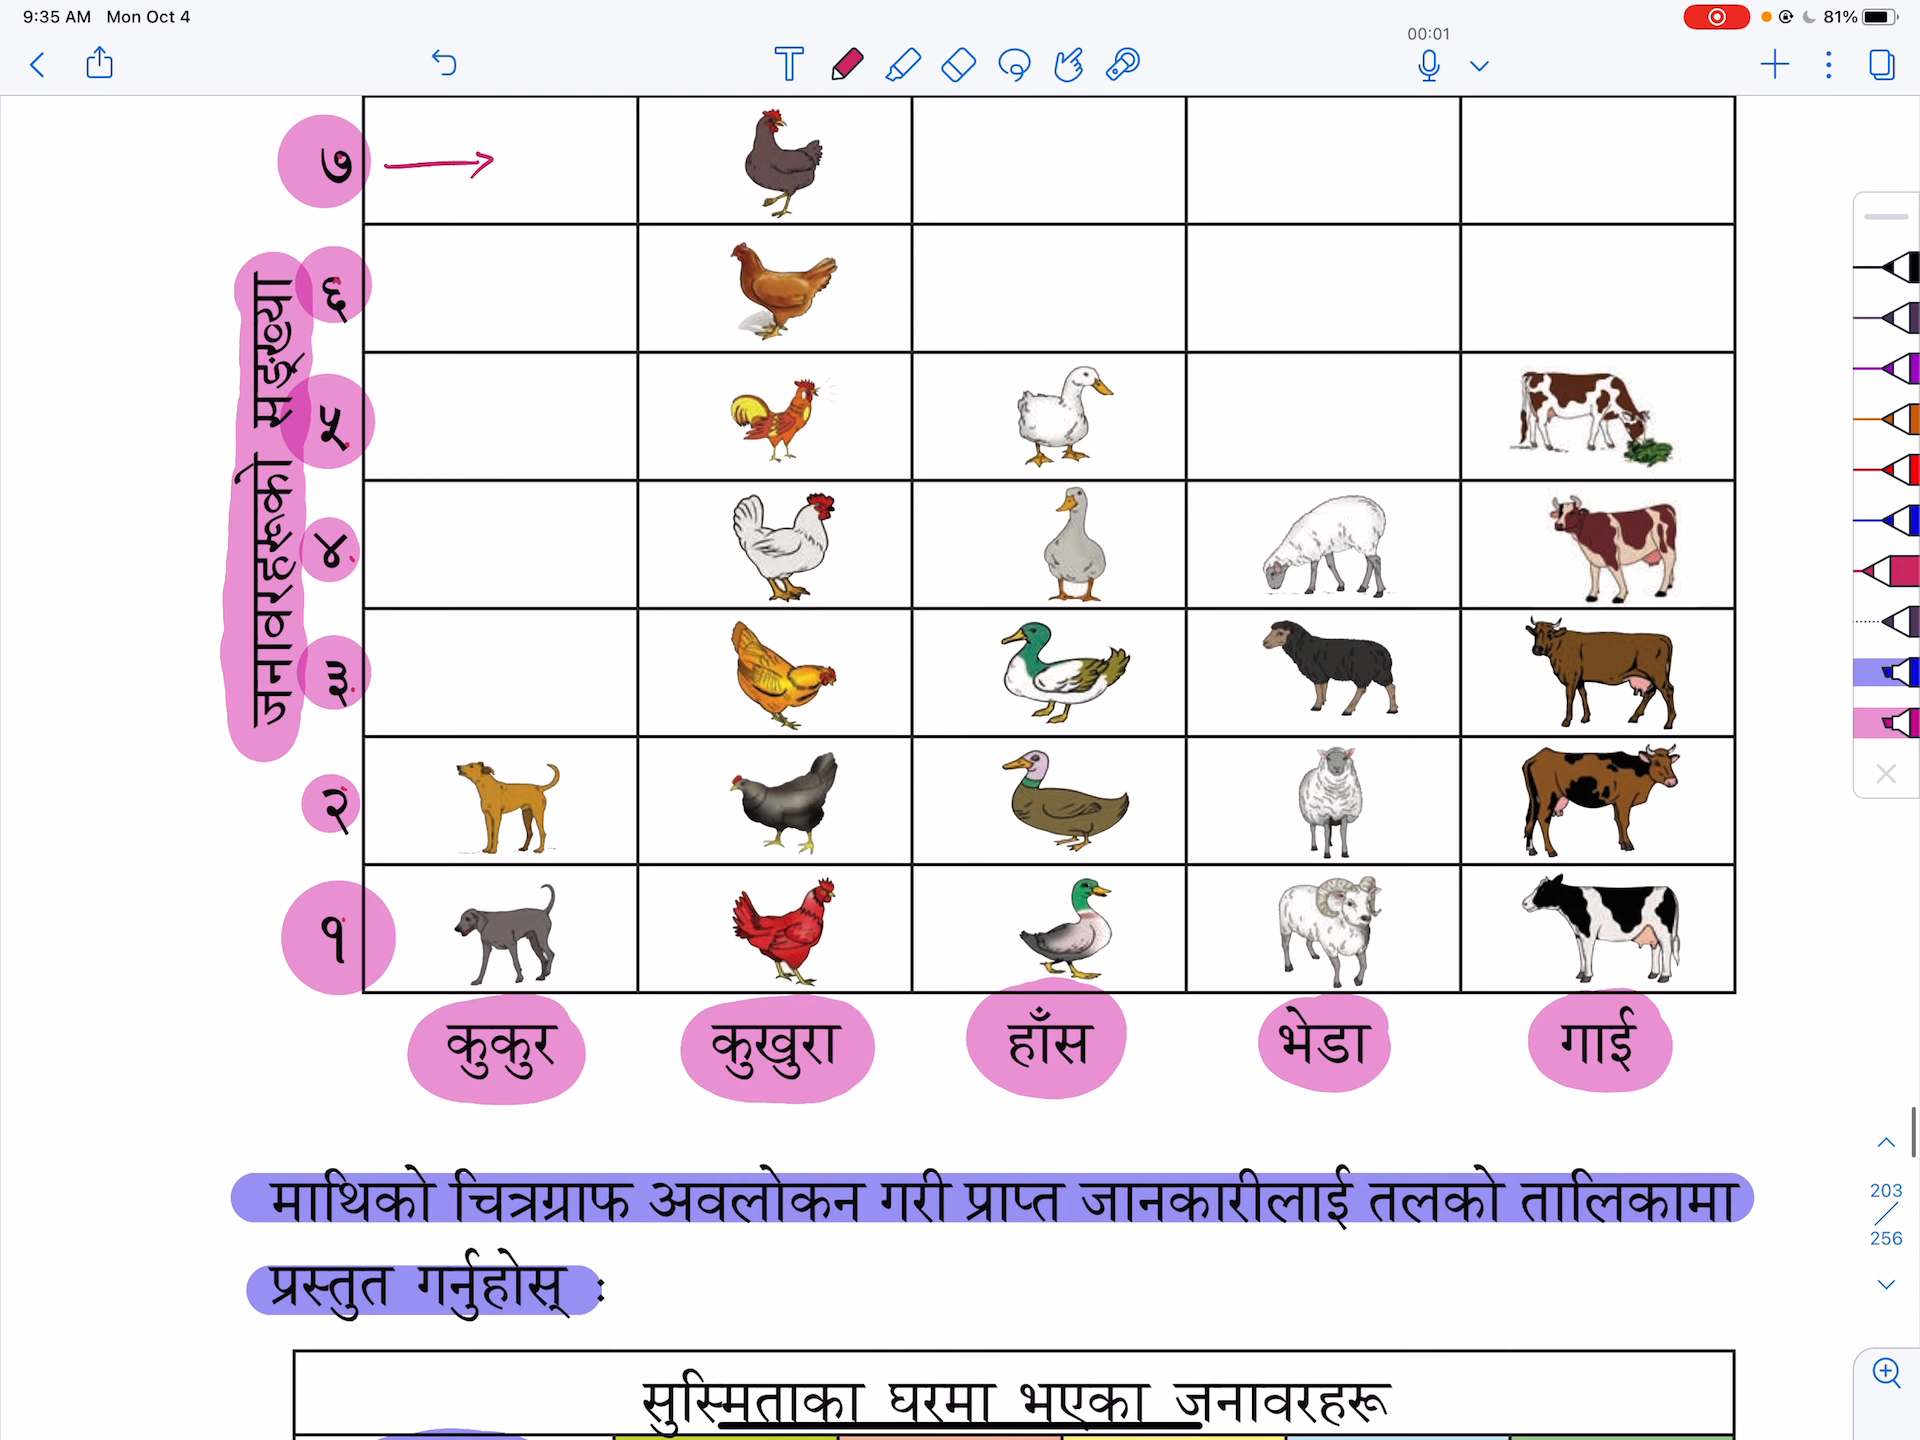 9:35 AM Mon Oct 4
81%
00:01
७
६
५
४
३
२
१
जनावरहरूको सङ्ख्या
कुकुर कुखुरा हाँस भेडा गाई
माथिको चित्रग्राफ अवलोकन गरी प्राप्त जानकारीलाई तलको तालिकामा
प्रस्तुत गर्नुहोस् :
203
/
256
सुस्मिताका घरमा भएका जनावरहरू